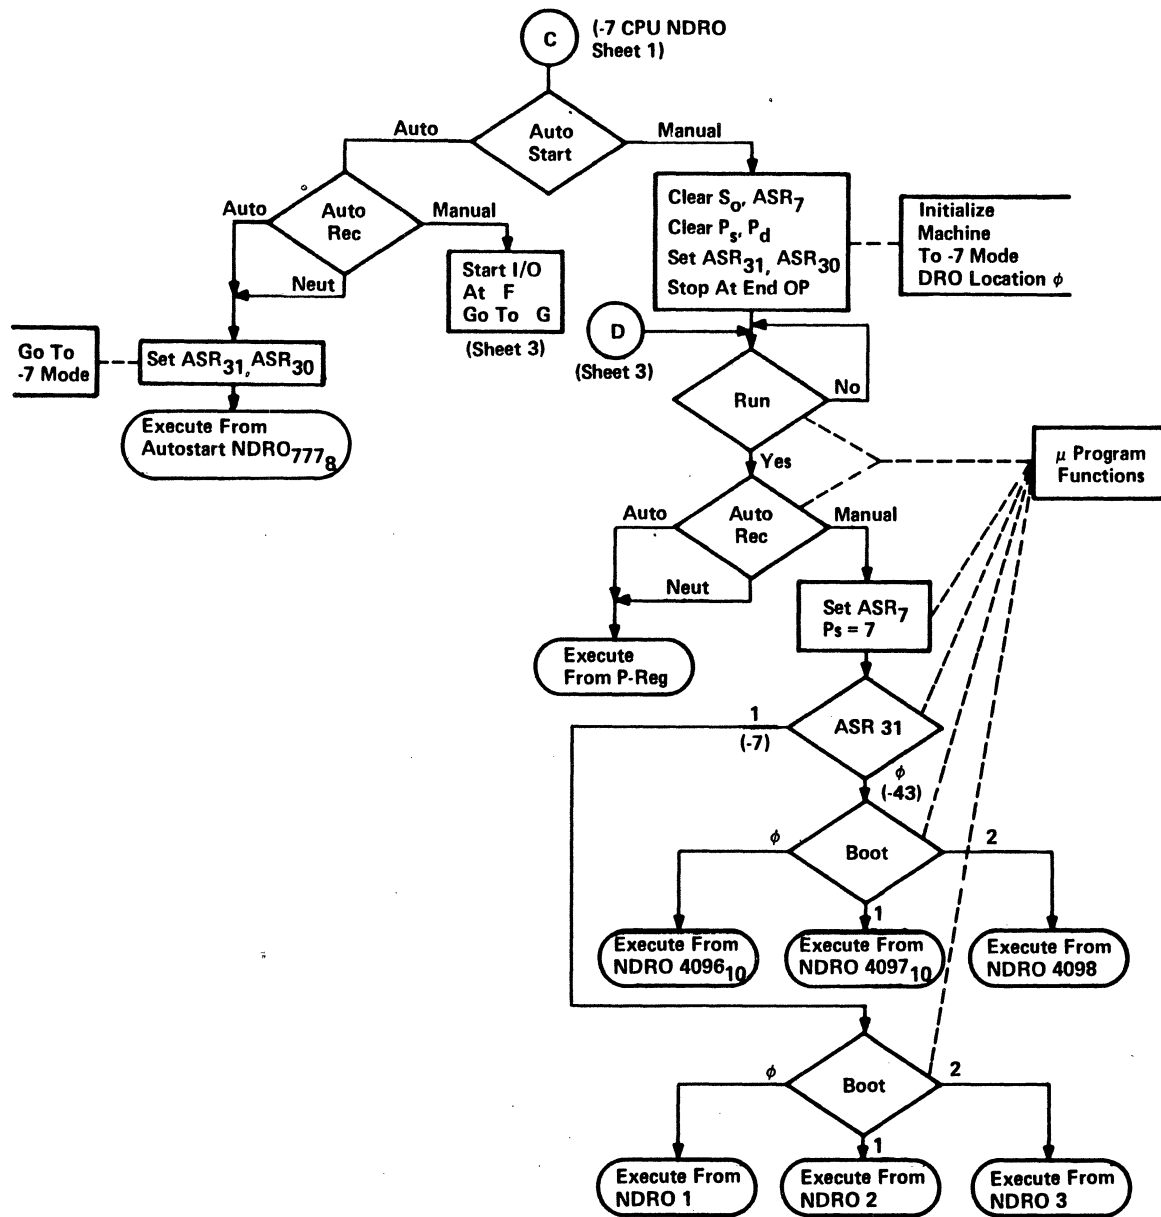 C
(-7 CPU NDRO
Sheet 1)
Auto
Start
Auto
Manual
Auto
Rec
Auto
Manual
Neut
Start I/O
At F
Go To G
(Sheet 3)
Clear So, ASR7
Clear Ps, Pd
Set ASR31, ASR30
Stop At End OP
Initialize
Machine
To -7 Mode
DRO Location ϕ
Go To
-7 Mode
Set ASR31, ASR30
Execute From
Autostart NDRO7778
D
(Sheet 3)
Run
No
Yes
μ Program
Functions
Auto
Rec
Auto
Manual
Neut
Set ASR7
Ps = 7
Execute
From P-Reg
ASR 31
1
(-7)
ϕ
(-43)
Boot
ϕ
2
1
Execute From
NDRO 409610
Execute From
NDRO 409710
Execute From
NDRO 4098
Boot
ϕ
2
1
Execute From
NDRO 1
Execute From
NDRO 2
Execute From
NDRO 3